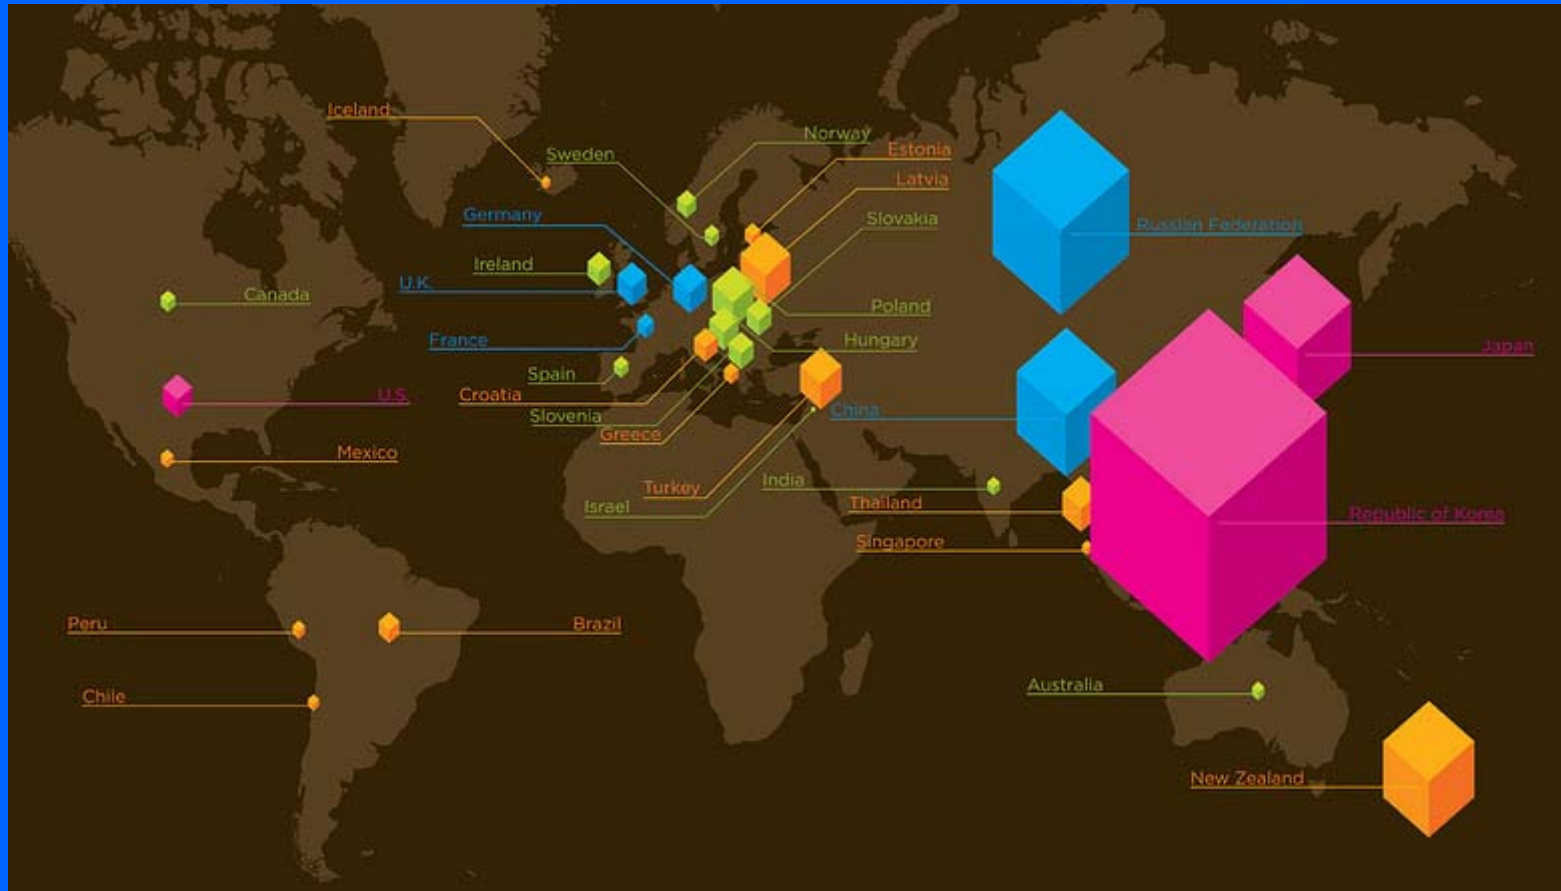 Iceland
Norway
Sweden
Estonia
Latvia
Germany
Slovakia
Russian Federation
Ireland
U.K.
Canada
Poland
France
Hungary
Japan
Spain
U.S.
Croatia
China
Slovenia
Greece
Mexico
India
Turkey
Thailand
Israel
Republic of Korea
Singapore
Peru
Brazil
Australia
Chile
New Zealand